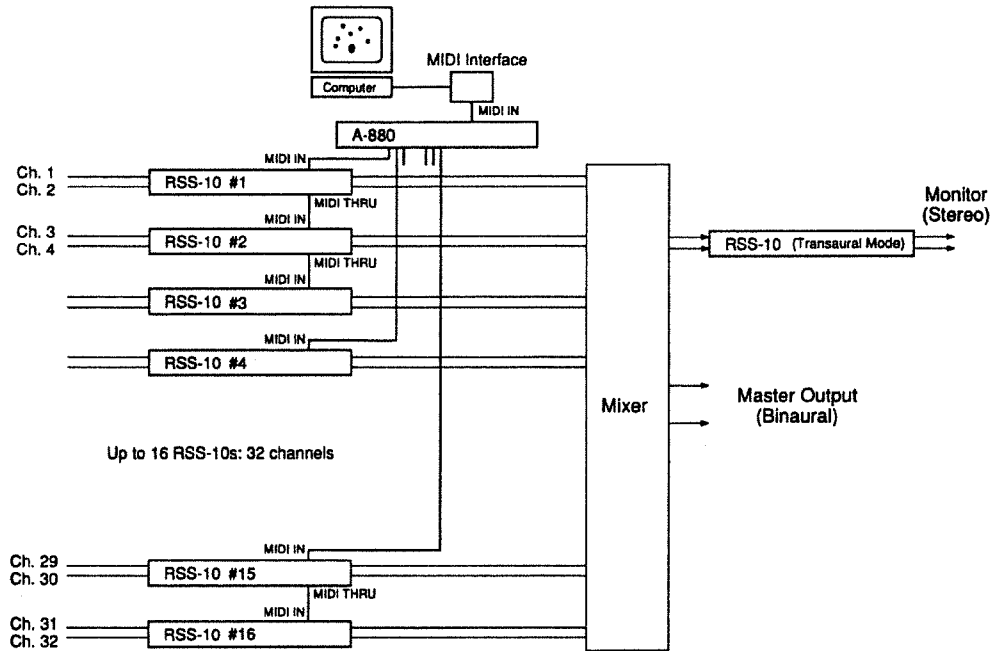 MIDI Interface
Computer
MIDI IN
A-880
MIDI IN
Ch. 1
Ch. 2
RSS-10 #1
MIDI THRU
MIDI IN
Ch. 3
Ch. 4
RSS-10 #2
MIDI THRU
MIDI IN
RSS-10 #3
MIDI IN
RSS-10 #4
Monitor
(Stereo)
RSS-10 (Transaural Mode)
Mixer
Master Output
(Binaural)
Up to 16 RSS-10s: 32 channels
MIDI IN
Ch. 29
Ch. 30
RSS-10 #15
MIDI THRU
MIDI IN
Ch. 31
Ch. 32
RSS-10 #16